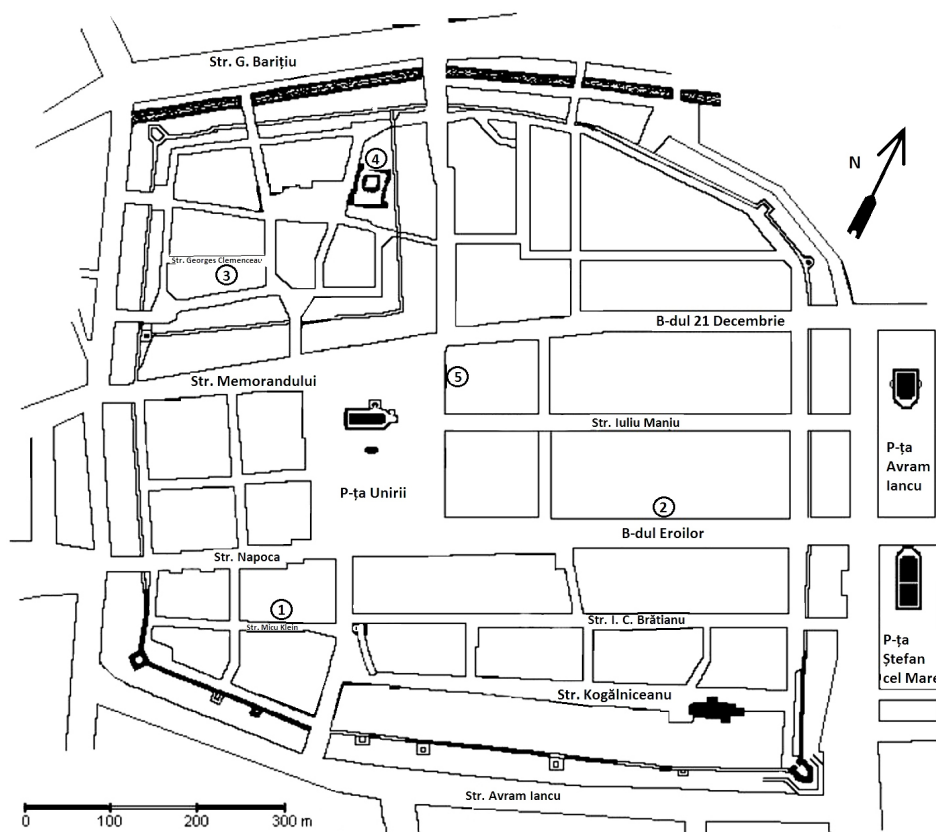 Str. G. Barițiu
N
4
Str. Georges Clemenceau
3
B-dul 21 Decembrie
Str. Memorandului
5
Str. Iuliu Maniu
P-ța
Avram
Iancu
P-ța Unirii
2
B-dul Eroilor
Str. Napoca
1
Str. Micu Klein
Str. I. C. Brătianu
P-ța
Ștefan
cel Mare
Str. Kogălniceanu
Str. Avram Iancu
0 100 200 300 m